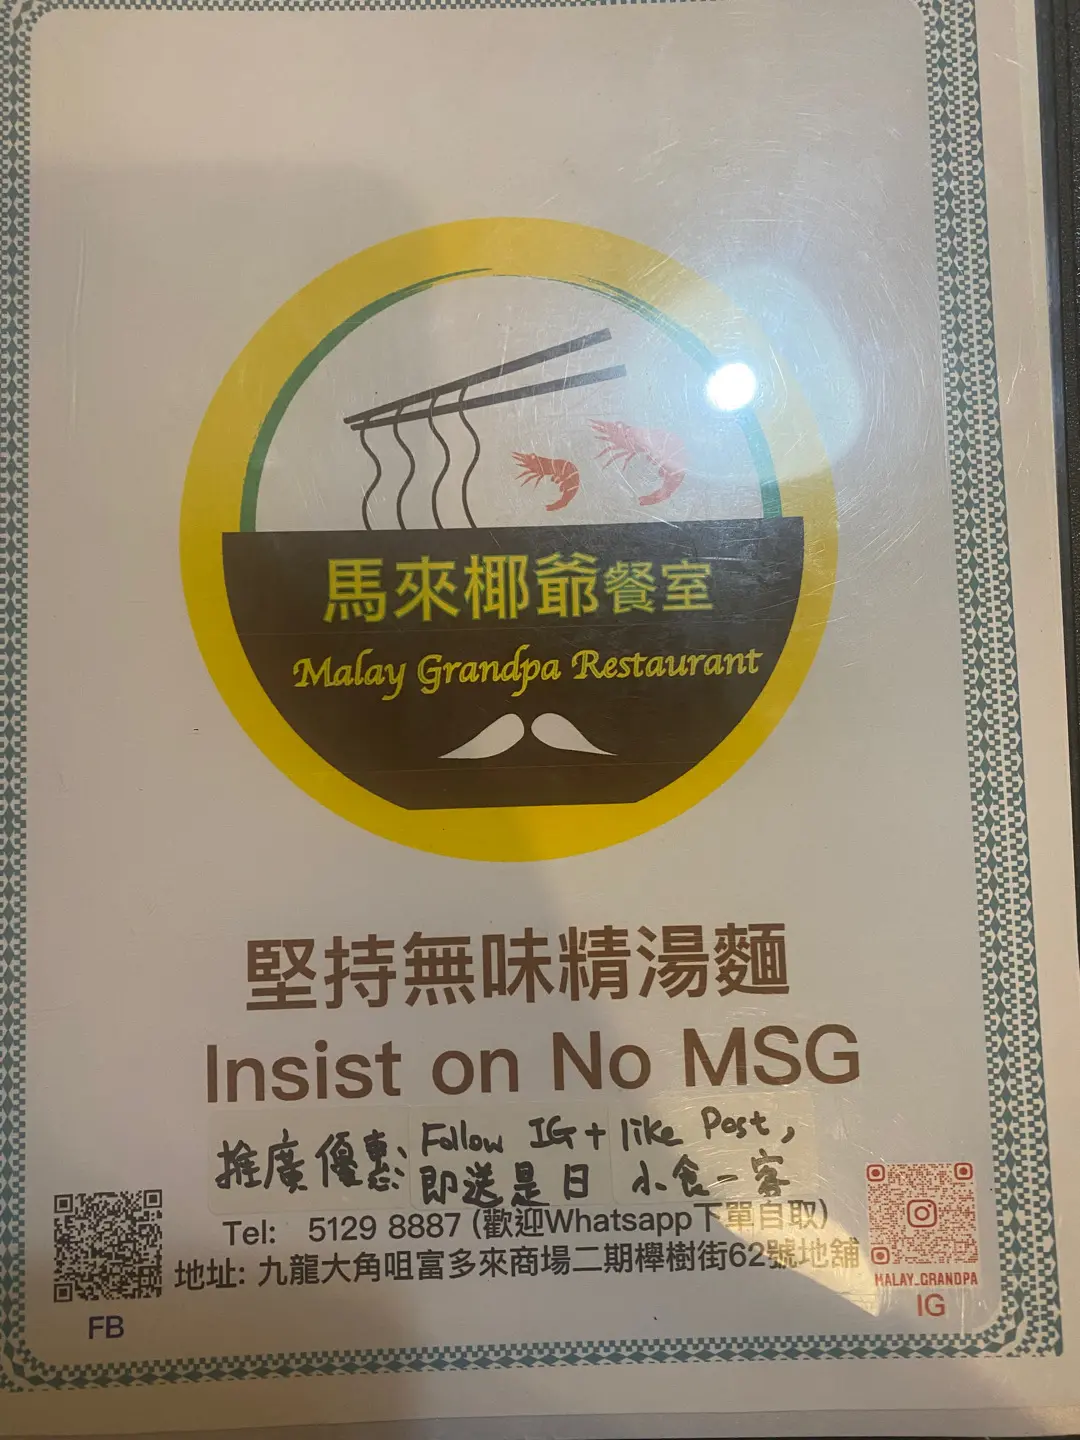 馬來椰爺餐室
Malay Grandpa Restaurant
堅持無味精湯麵
Insist on No MSG
推廣優惠: Follow IG + like Post,
即送是日 小食一客
Tel: 5129 8887 (歡迎Whatsapp下單自取)
地址: 九龍大角咀富多來商場二期櫸樹街62號地舖
FB
MALAY_GRANDPA
IG